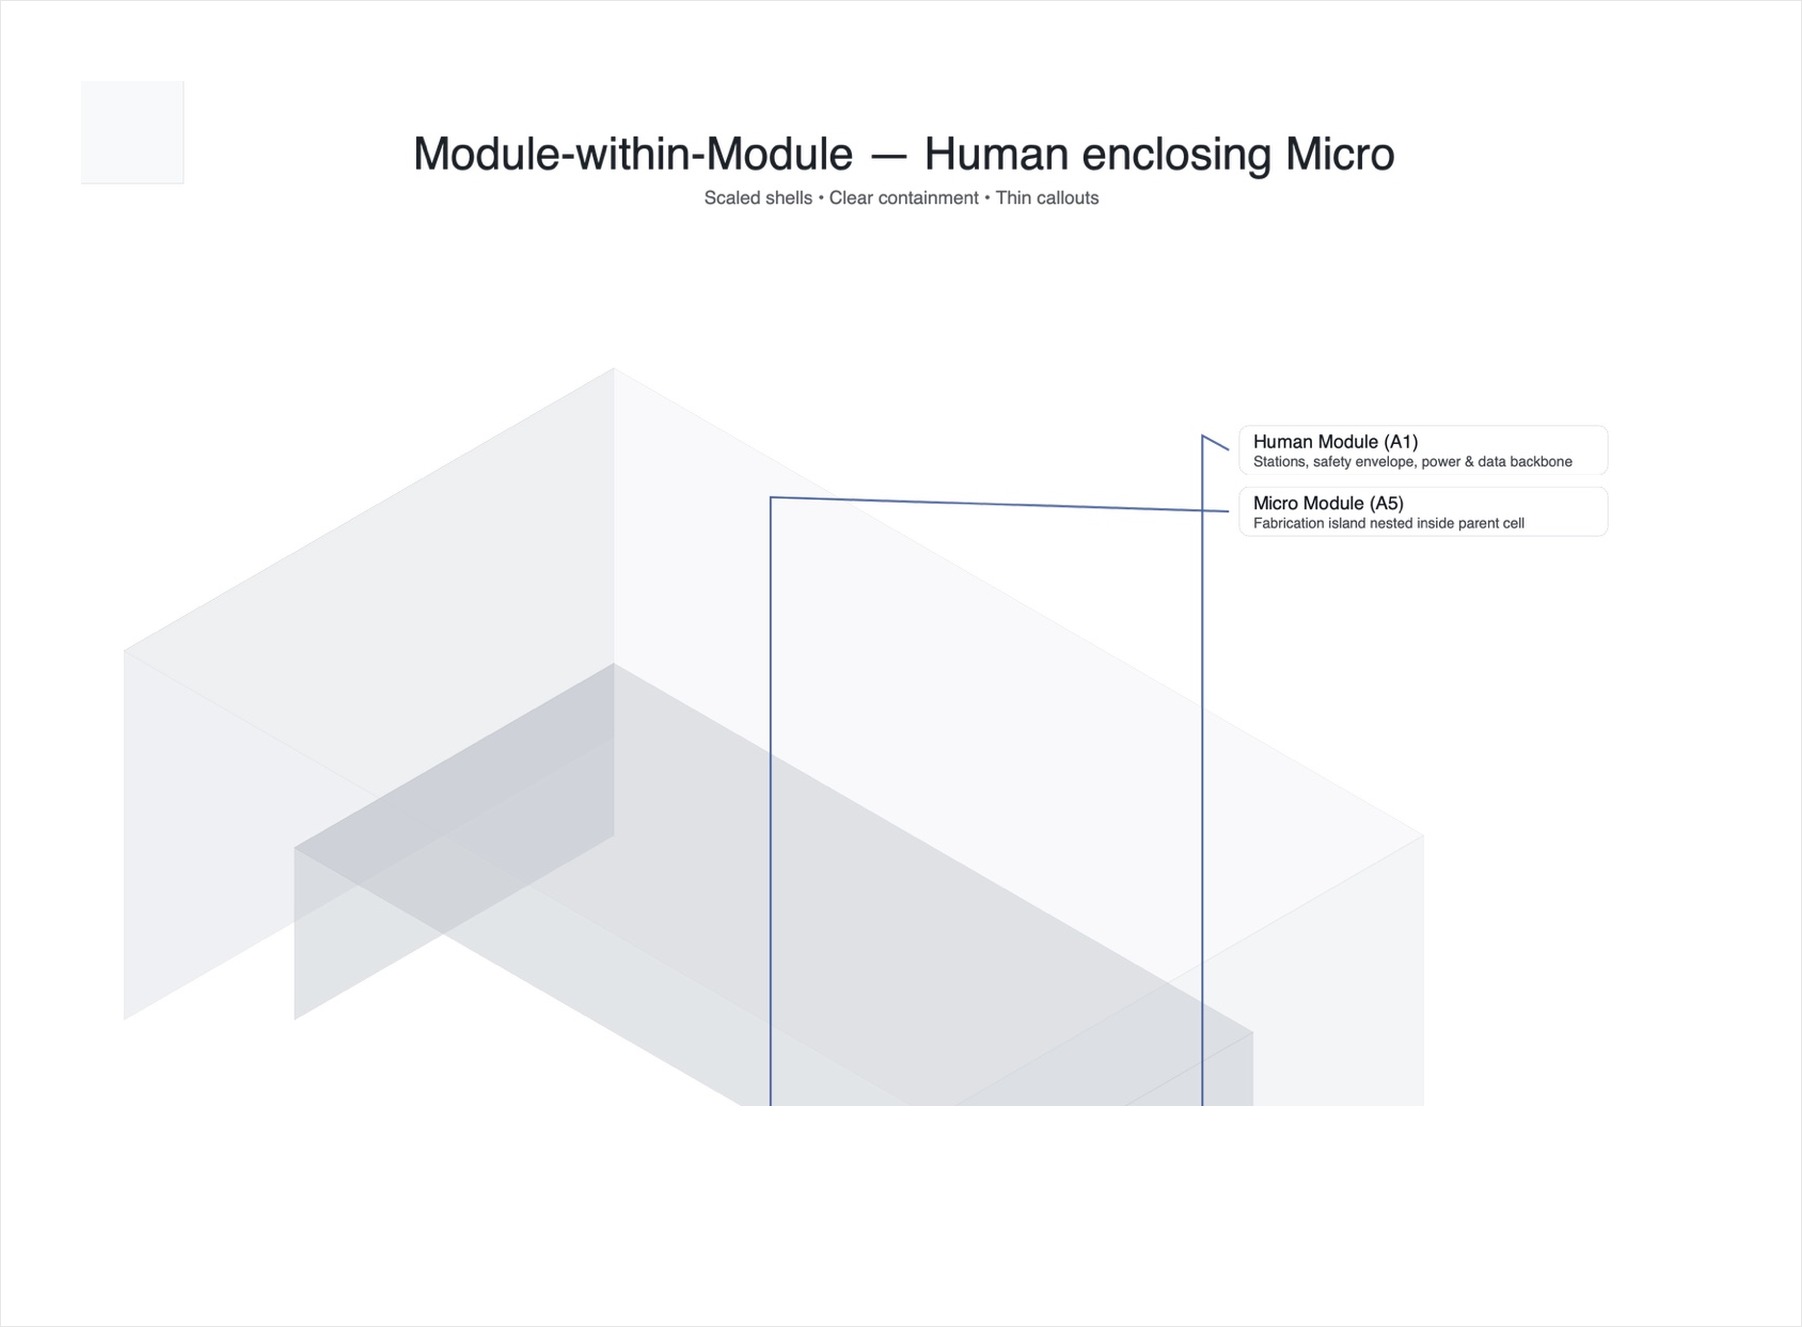 Module-within-Module — Human enclosing Micro
Scaled shells • Clear containment • Thin callouts
Human Module (A1)
Stations, safety envelope, power & data backbone
Micro Module (A5)
Fabrication island nested inside parent cell